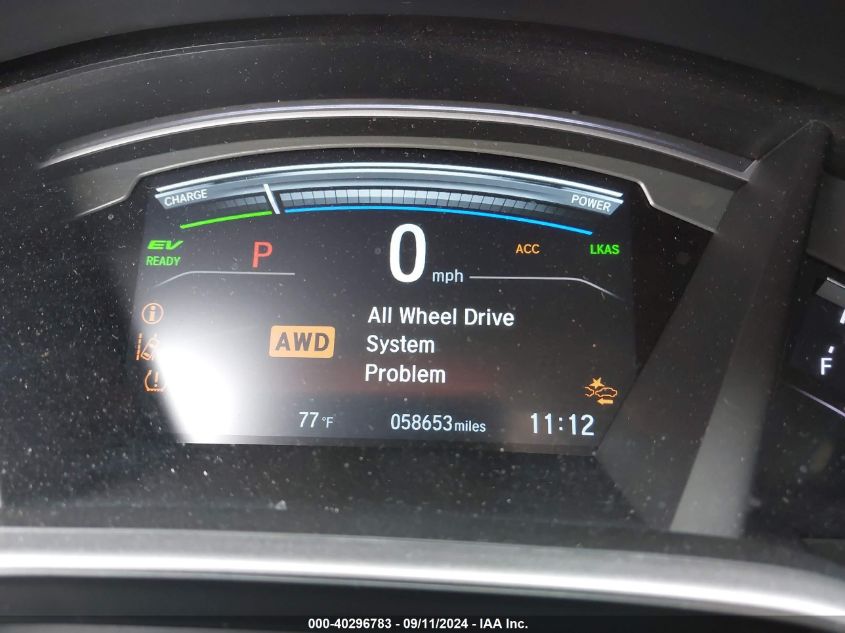 CHARGE
POWER
EV
READY
P
0 mph
ACC
LKAS
All Wheel Drive
System
Problem
AWD
77 °F
058653 miles
11:12
F
000-40296783 - 09/11/2024 - IAA Inc.